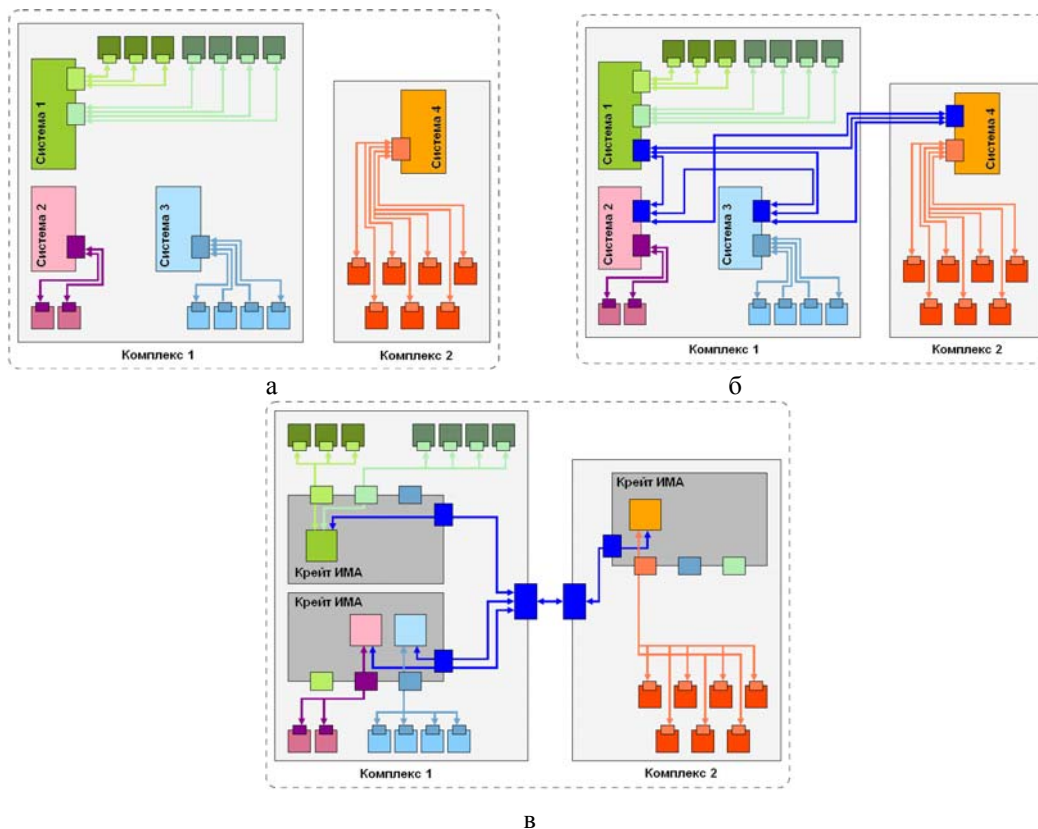 Система 1
Система 4
Система 2
Система 3
Комплекс 1
Комплекс 2
а
Система 1
Система 4
Система 2
Система 3
Комплекс 1
Комплекс 2
б
Крейт ИМА
Крейт ИМА
Крейт ИМА
Комплекс 1
Комплекс 2
в